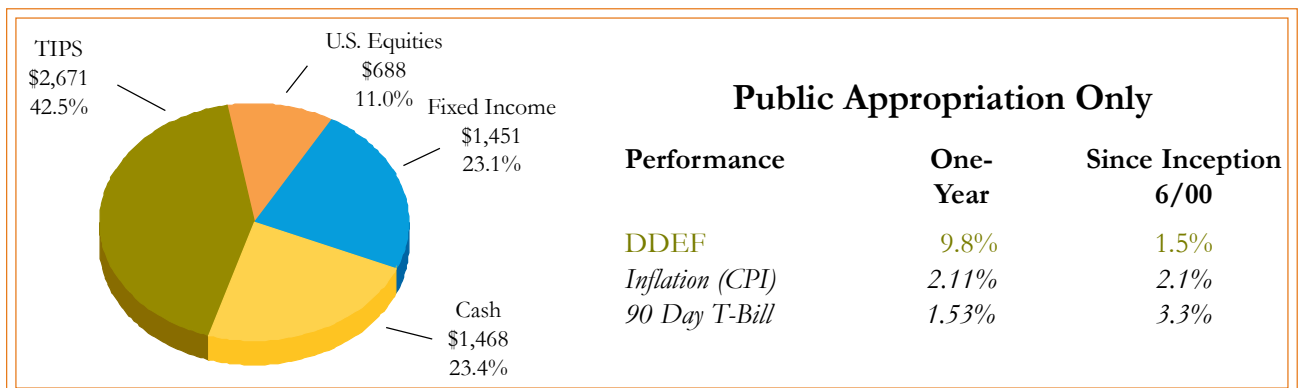 TIPS
$2,671
42.5%
U.S. Equities
$688
11.0%
Fixed Income
$1,451
23.1%
Cash
$1,468
23.4%
Public Appropriation Only
Performance One- Since Inception
Year 6/00
DDEF 9.8% 1.5%
Inflation (CPI) 2.11% 2.1%
90 Day T-Bill 1.53% 3.3%